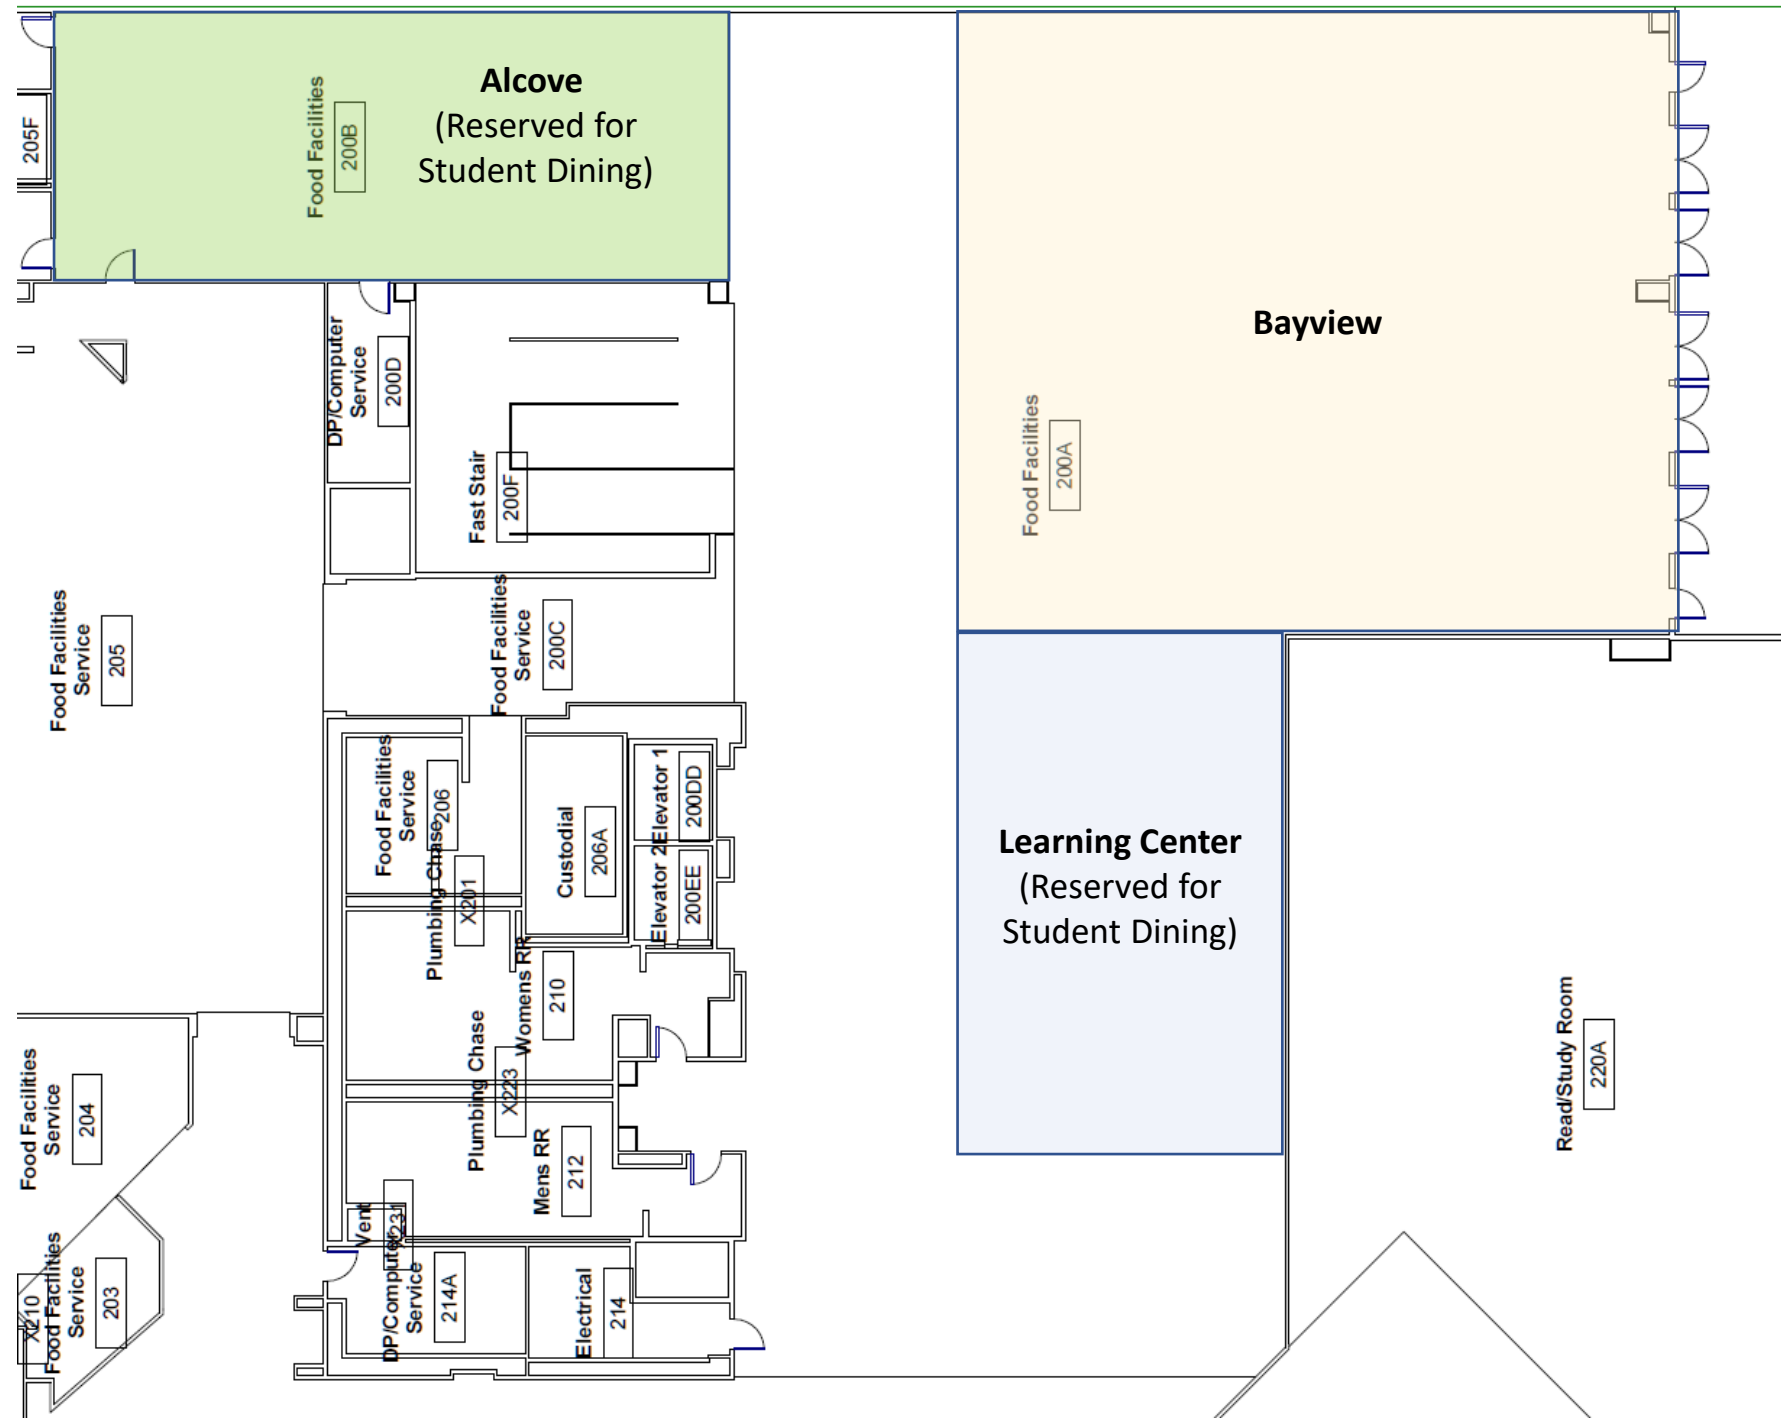 Alcove
(Reserved for
Student Dining)
Food Facilities
200B
205F
Bayview
Food Facilities
200A
DP/Computer
Service
200D
Fast Stair
200F
Food Facilities
Service
205
Food Facilities
Service
200C
Food Facilities
Service
206
Plumbing Chase
X201
Custodial
206A
Elevator 1
200DD
Elevator 2
200EE
Learning Center
(Reserved for
Student Dining)
Womens RR
210
Plumbing Chase
X223
Read/Study Room
220A
Food Facilities
Service
204
Mens RR
212
Vent
X231
Food Facilities
Service
203
X210
DP/Computer
Service
214A
Electrical
214